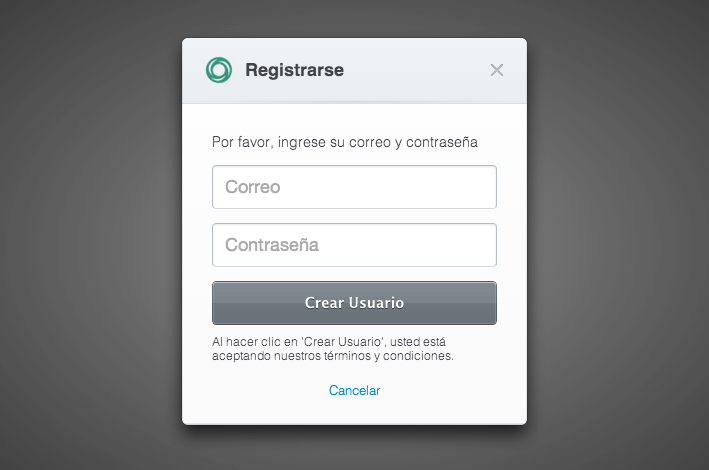 Registrarse
Por favor, ingrese su correo y contraseña
Correo
Contraseña
Crear Usuario
Al hacer clic en 'Crear Usuario', usted está
aceptando nuestros términos y condiciones.
Cancelar